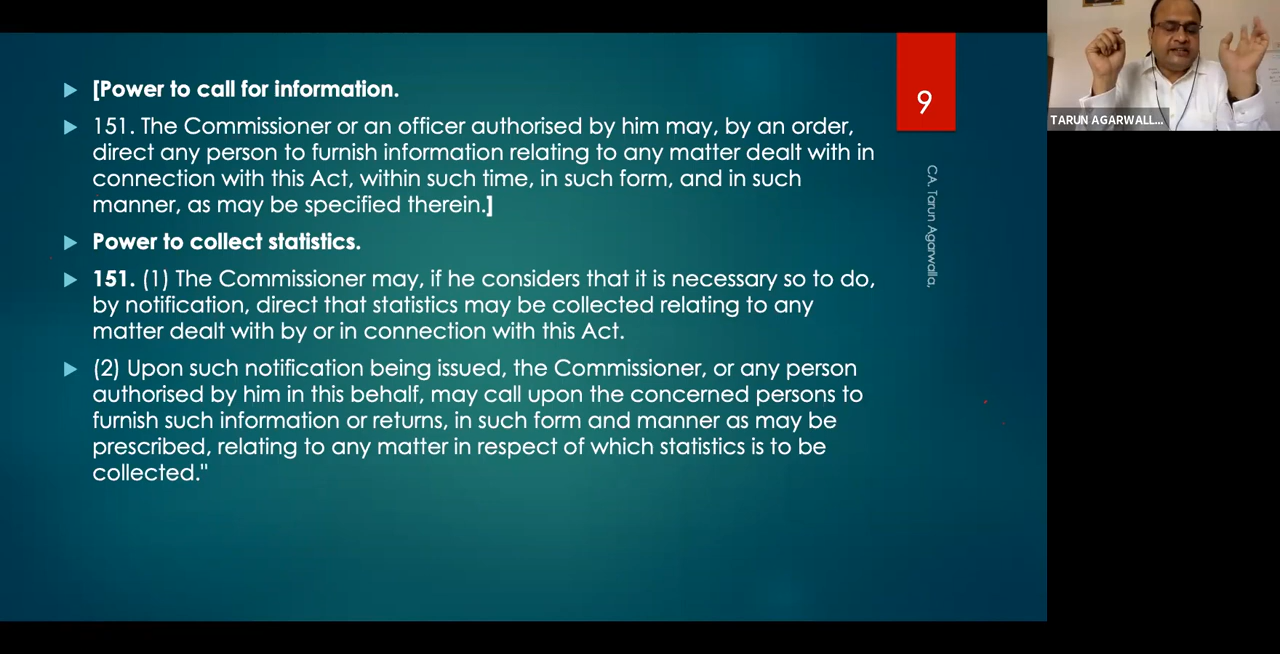 [Power to call for information.
151. The Commissioner or an officer authorised by him may, by an order,
direct any person to furnish information relating to any matter dealt with in
connection with this Act, within such time, in such form, and in such
manner, as may be specified therein.]
Power to collect statistics.
151. (1) The Commissioner may, if he considers that it is necessary so to do,
by notification, direct that statistics may be collected relating to any
matter dealt with by or in connection with this Act.
(2) Upon such notification being issued, the Commissioner, or any person
authorised by him in this behalf, may call upon the concerned persons to
furnish such information or returns, in such form and manner as may be
prescribed, relating to any matter in respect of which statistics is to be
collected."
9
CA. Tarun Agarwalla,
TARUN AGARWALL...